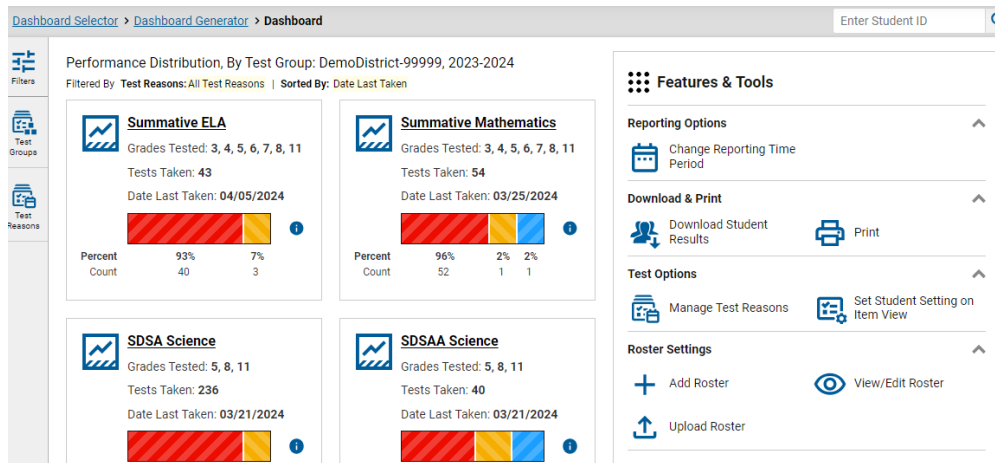 Dashboard Selector > Dashboard Generator > Dashboard
Enter Student ID
Filters
Test
Groups
Test
Reasons
Performance Distribution, By Test Group: DemoDistrict-99999, 2023-2024
Filtered By Test Reasons: All Test Reasons | Sorted By: Date Last Taken
Summative ELA
Grades Tested: 3, 4, 5, 6, 7, 8, 11
Tests Taken: 43
Date Last Taken: 04/05/2024
Percent 93% 7%
Count 40 3
Summative Mathematics
Grades Tested: 3, 4, 5, 6, 7, 8, 11
Tests Taken: 54
Date Last Taken: 03/25/2024
Percent 96% 2% 2%
Count 52 1 1
SDSA Science
Grades Tested: 5, 8, 11
Tests Taken: 236
Date Last Taken: 03/21/2024
SDSAA Science
Grades Tested: 5, 8, 11
Tests Taken: 40
Date Last Taken: 03/21/2024
Features & Tools
Reporting Options
Change Reporting Time
Period
Download & Print
Download Student
Results
Print
Test Options
Manage Test Reasons
Set Student Setting on
Item View
Roster Settings
Add Roster
View/Edit Roster
Upload Roster